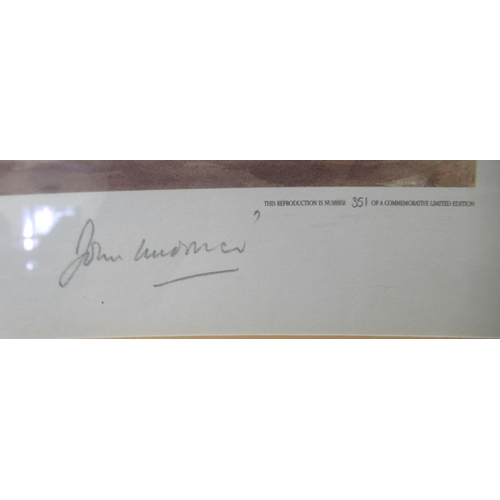 THIS REPRODUCTION IS NUMBER 351 OF A COMMEMORATIVE LIMITED EDITION
John